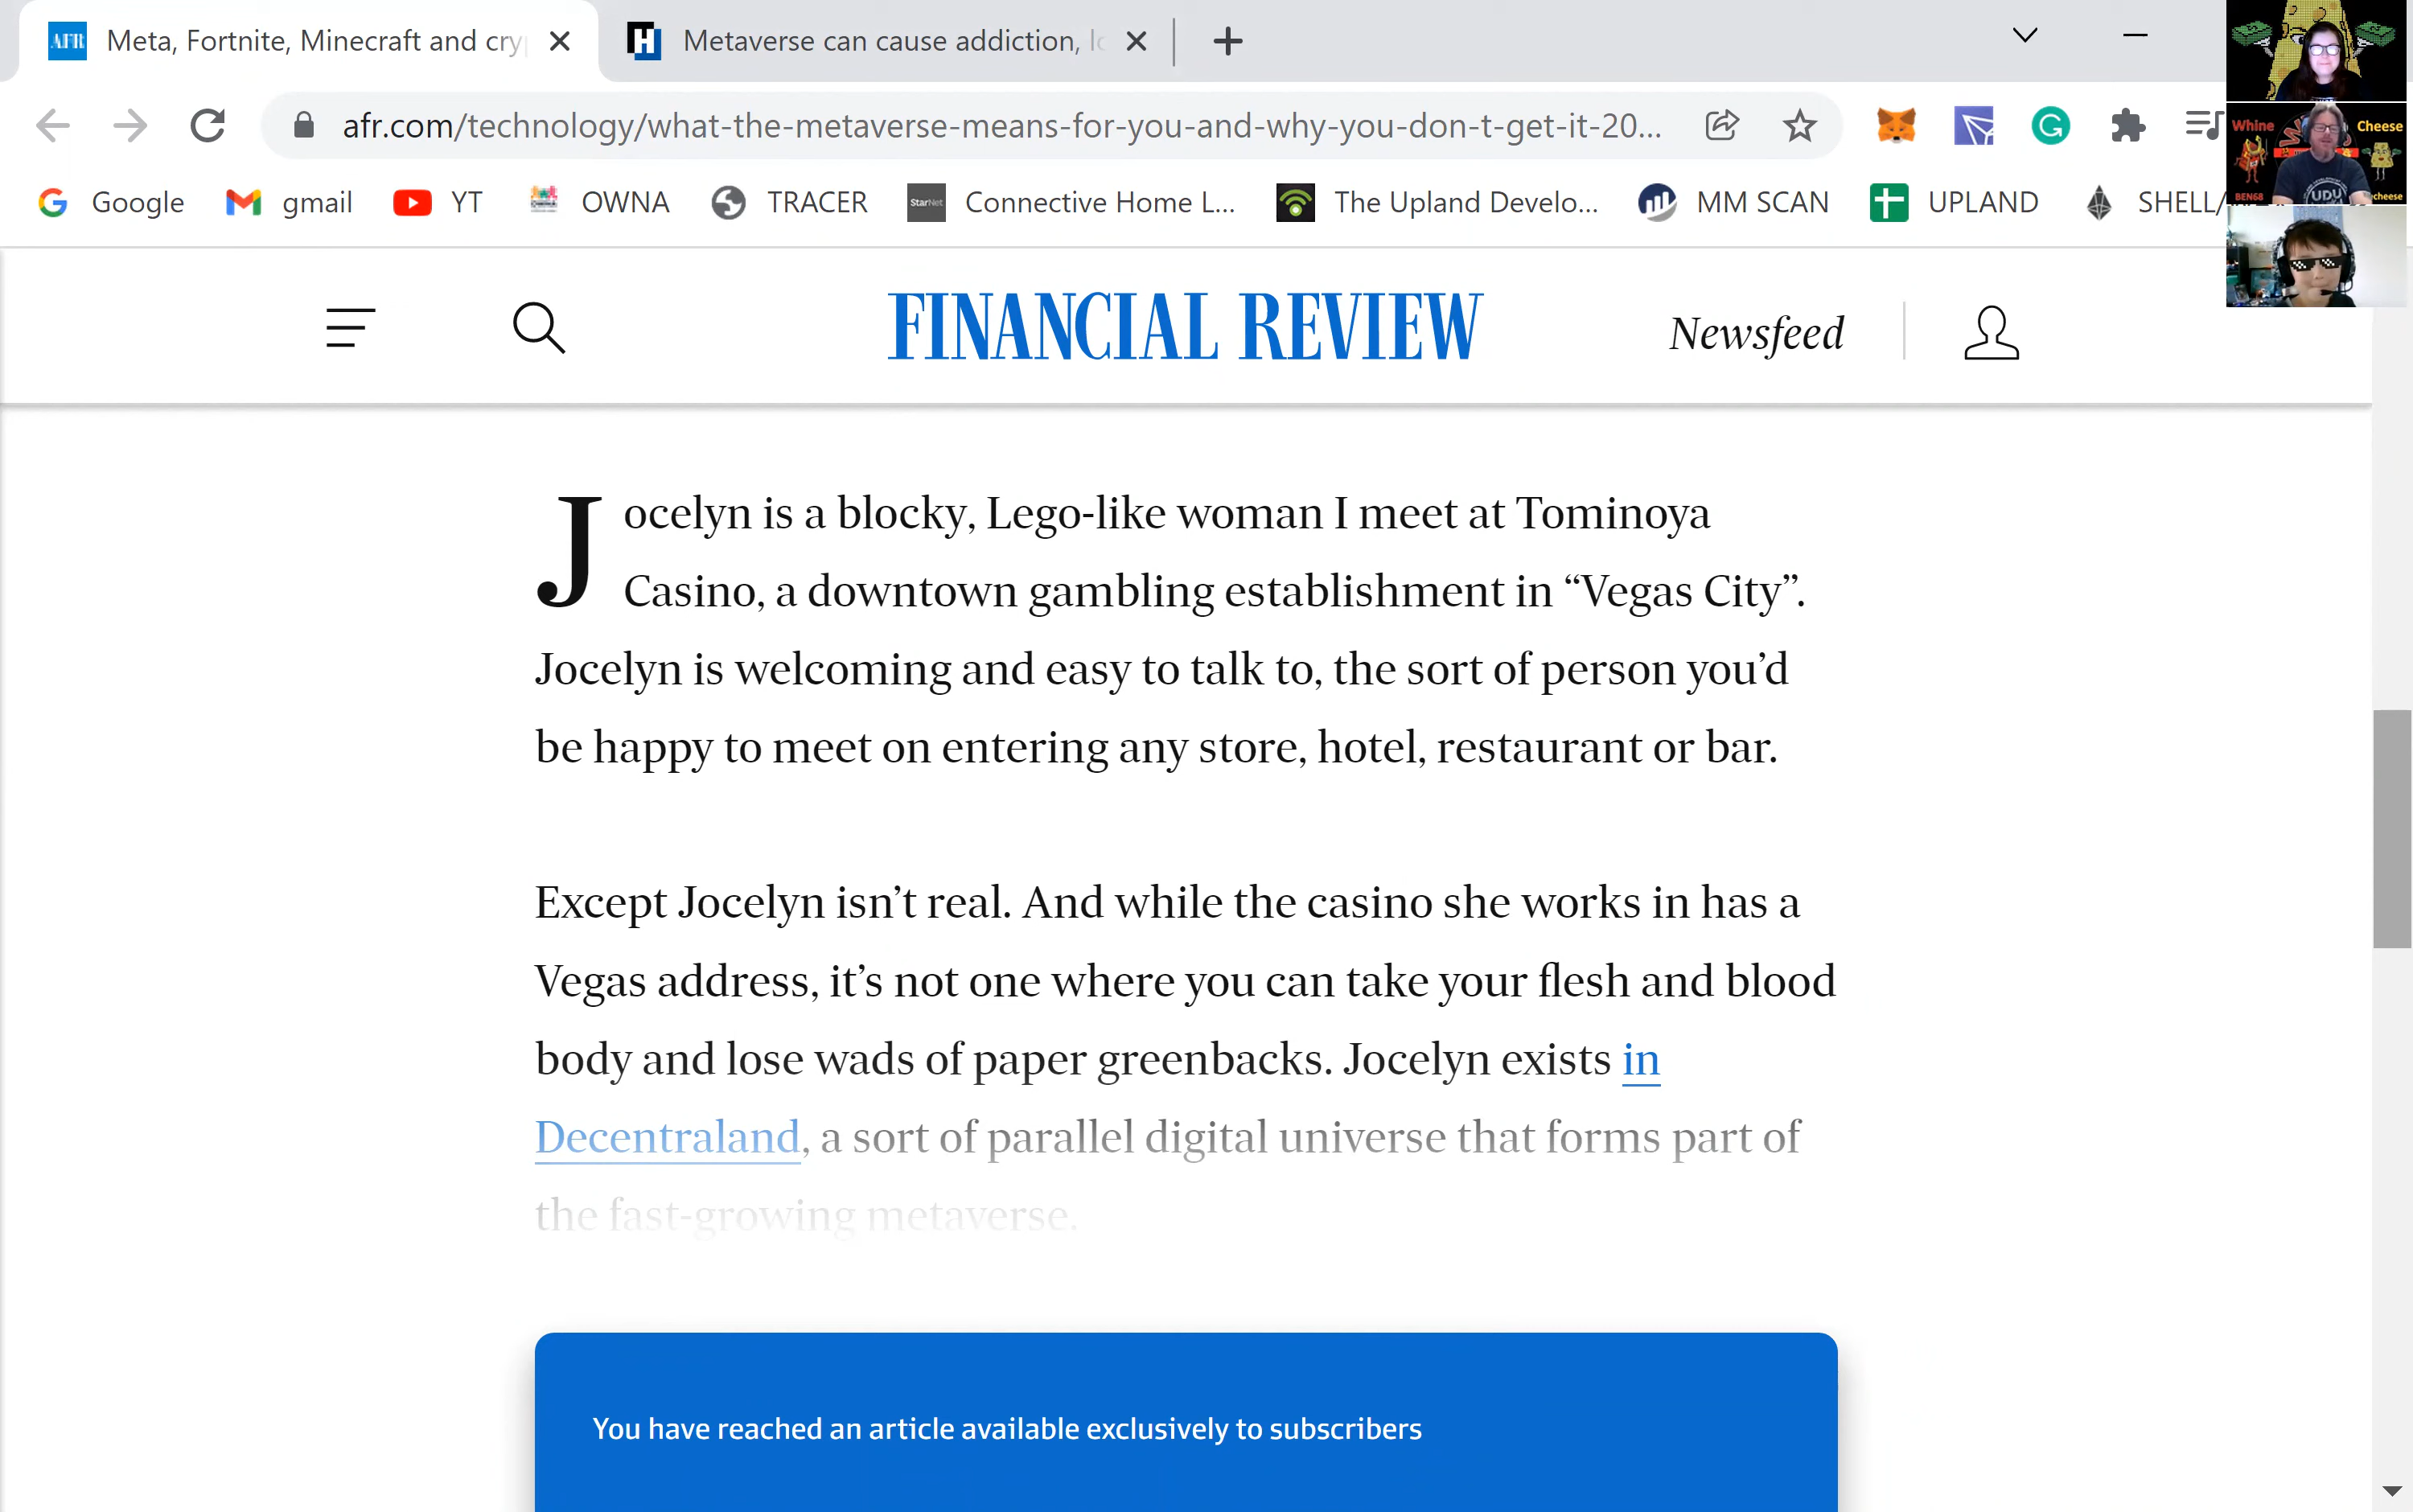 AFR Meta, Fortnite, Minecraft and cry
Metaverse can cause addiction, lo
afr.com/technology/what-the-metaverse-means-for-you-and-why-you-don-t-get-it-20...
Google
gmail
YT
OWNA
TRACER
StarNet
Connective Home L...
The Upland Develo...
MM SCAN
UPLAND
SHELL/
Whine
Cheese
BEN68
UDU
cheese
FINANCIAL REVIEW
Newsfeed
Jocelyn is a blocky, Lego-like woman I meet at Tominoya
Casino, a downtown gambling establishment in “Vegas City”.
Jocelyn is welcoming and easy to talk to, the sort of person you’d
be happy to meet on entering any store, hotel, restaurant or bar.
Except Jocelyn isn’t real. And while the casino she works in has a
Vegas address, it’s not one where you can take your flesh and blood
body and lose wads of paper greenbacks. Jocelyn exists in
Decentraland, a sort of parallel digital universe that forms part of
the fast-growing metaverse.
You have reached an article available exclusively to subscribers